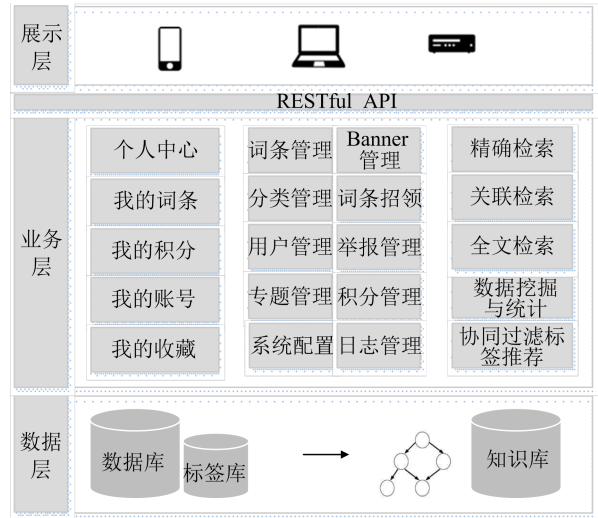 展示
层
RESTful API
业务
层
个人中心
我的词条
我的积分
我的账号
我的收藏
词条管理
Banner
管理
分类管理
词条招领
用户管理
举报管理
专题管理
积分管理
系统配置
日志管理
精确检索
关联检索
全文检索
数据挖掘
与统计
协同过滤标
签推荐
数据
层
数据库
标签库
知识库